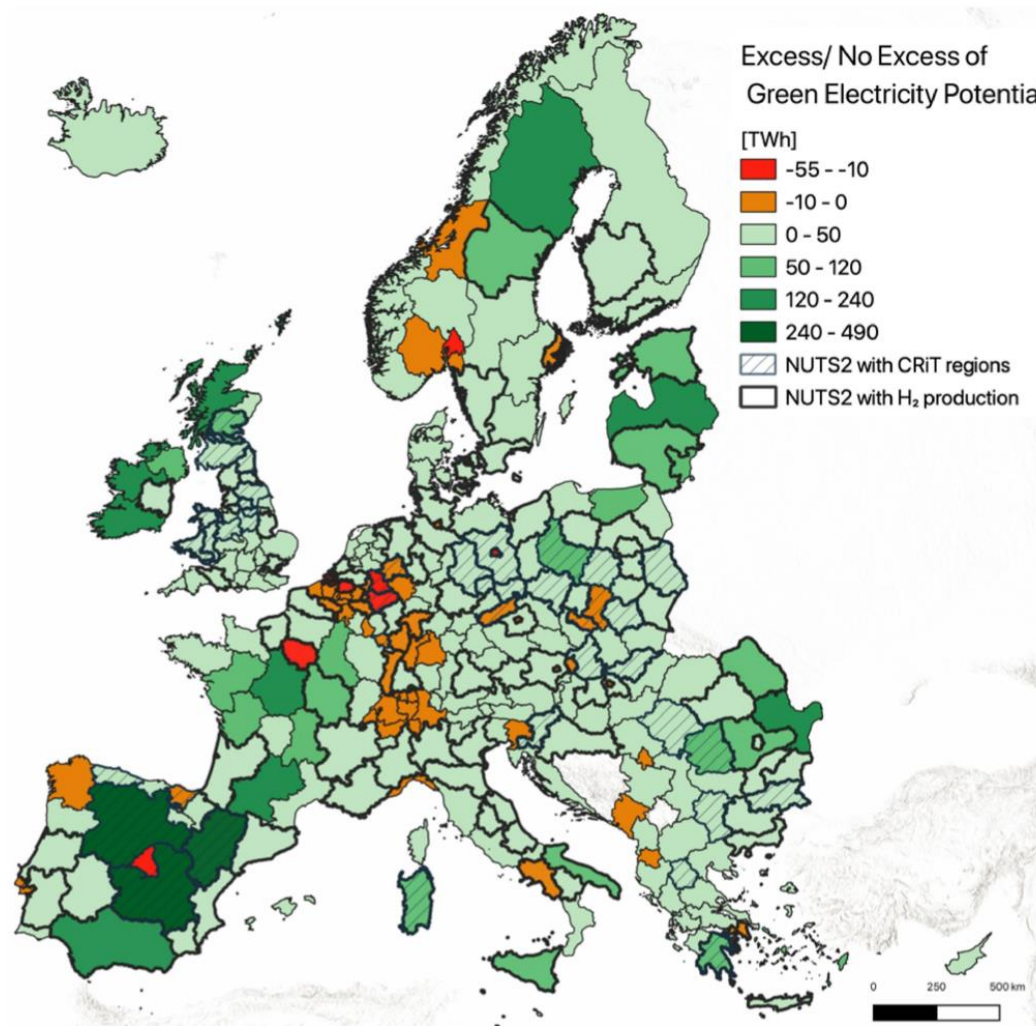 Excess/ No Excess of
Green Electricity Potentia
[TWh]
-55 - -10
-10 - 0
0 - 50
50 - 120
120 - 240
240 - 490
NUTS2 with CRiT regions
NUTS2 with H₂ production
0 250 500 km